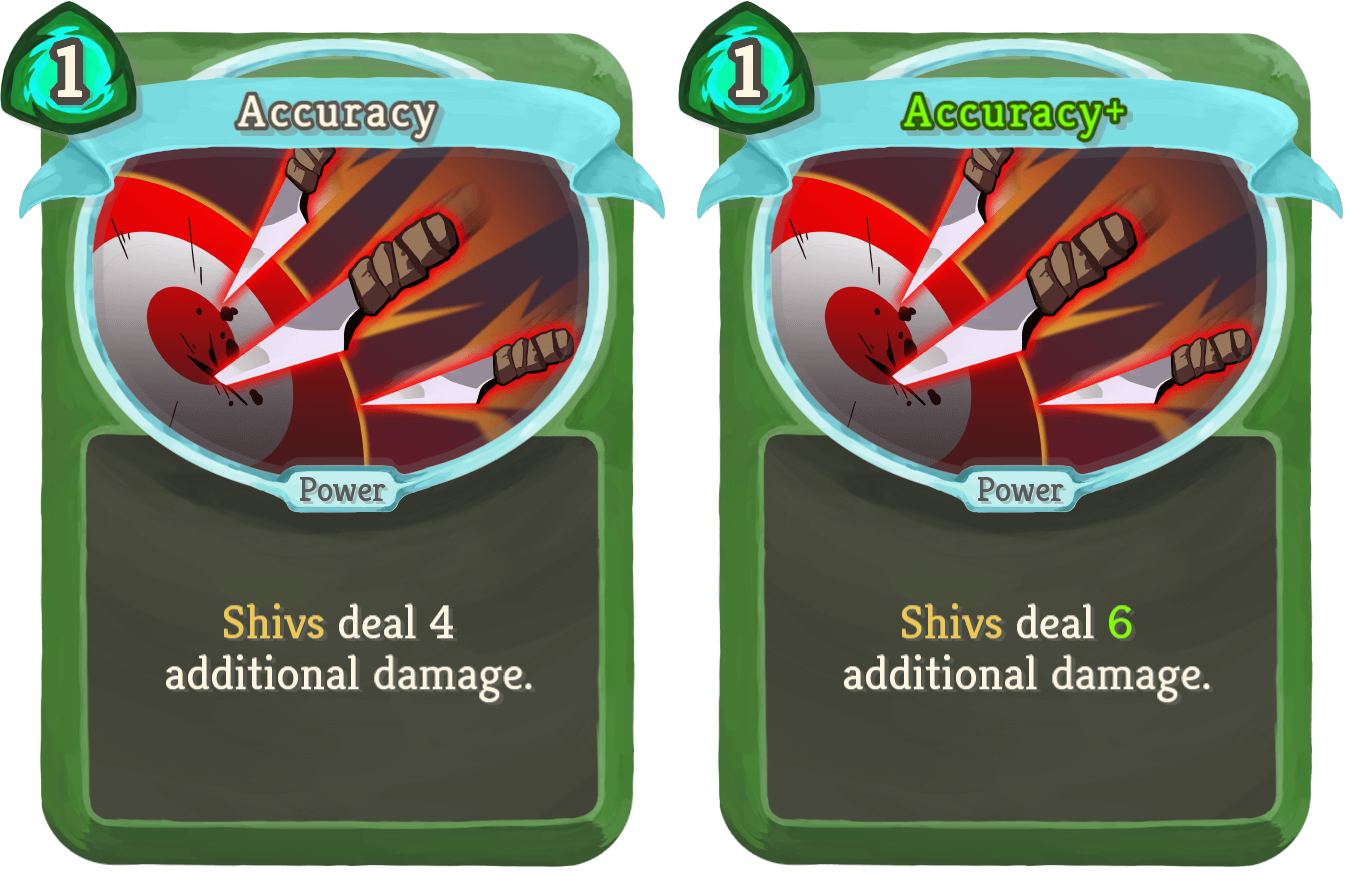 1
Accuracy
Power
Shivs deal 4
additional damage.
1
Accuracy+
Power
Shivs deal 6
additional damage.